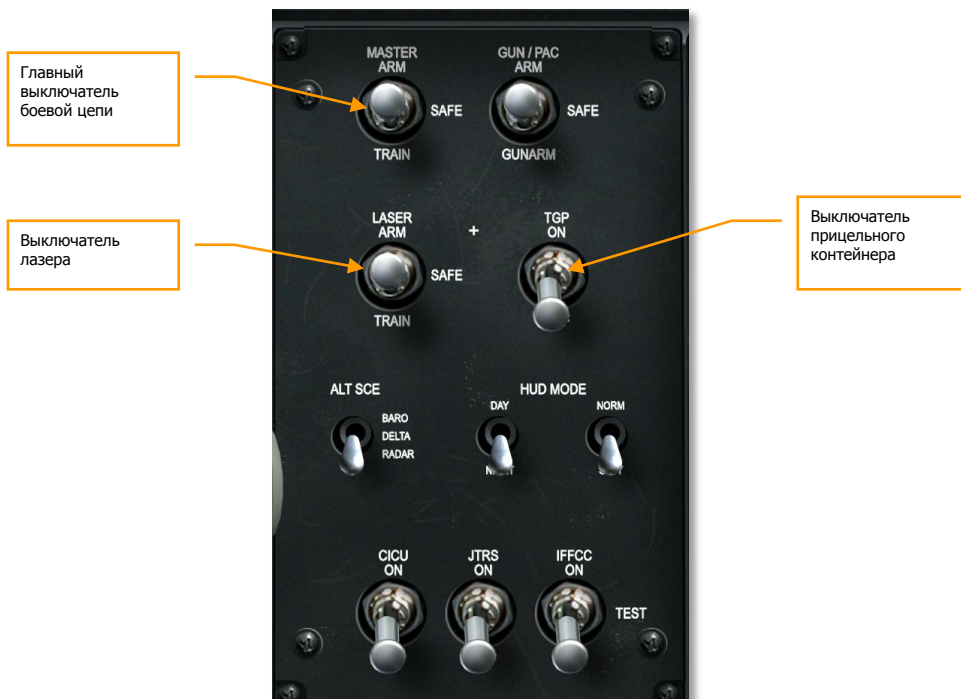 MASTER
ARM
GUN / PAC
ARM
Главный
выключатель
боевой цепи
SAFE
SAFE
TRAIN
GUNARM
LASER
ARM
+
TGP
ON
Выключатель
прицельного
контейнера
Выключатель
лазера
SAFE
TRAIN
ALT SCE
HUD MODE
DAY
NORM
BARO
DELTA
RADAR
CICU
ON
JTRS
ON
IFFCC
ON
TEST